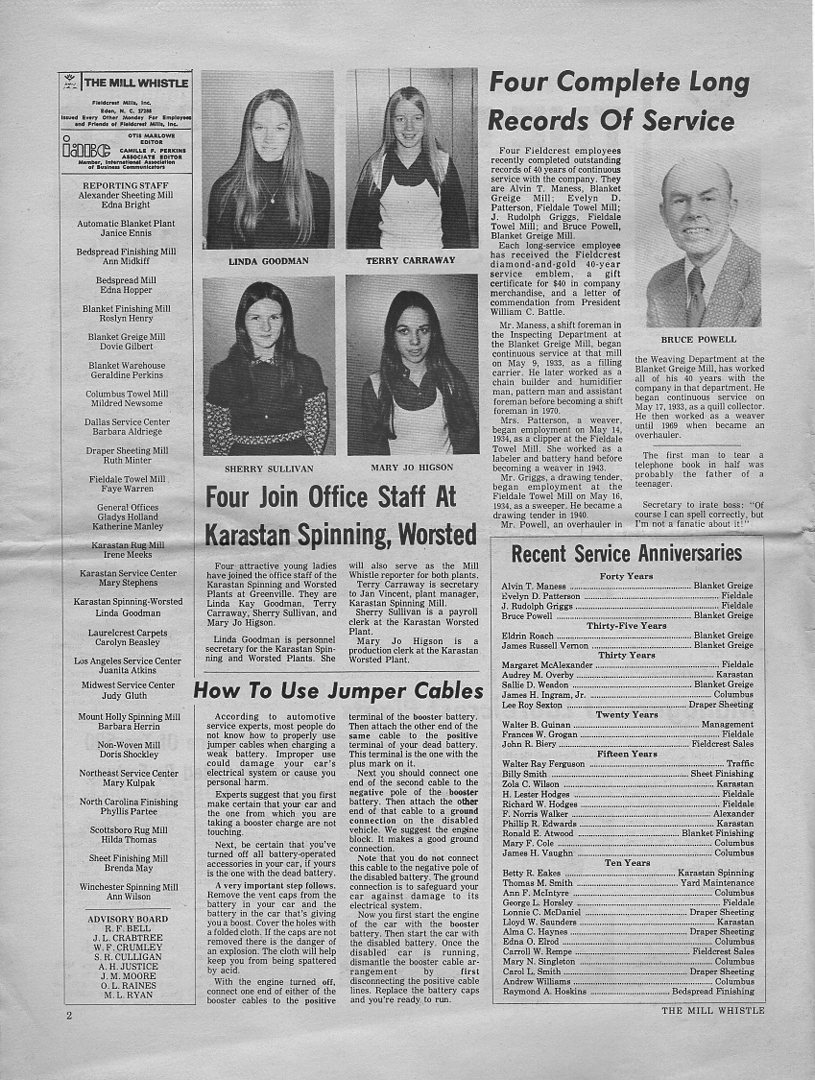 THE MILL WHISTLE
Fieldcrest Mills, Inc.
Eden, N. C. 27288
Issued Every Other Monday For Employees
and Friends of Fieldcrest Mills, Inc.
iabc
OTIS MARLOWE
EDITOR
CAMILLE F. PERKINS
ASSOCIATE EDITOR
Member, International Association
of Business Communicators
REPORTING STAFF
Alexander Sheeting Mill
Edna Bright
Automatic Blanket Plant
Janice Ennis
Bedspread Finishing Mill
Ann Midkiff
Bedspread Mill
Edna Hopper
Blanket Finishing Mill
Roslyn Henry
Blanket Greige Mill
Dovie Gilbert
Blanket Warehouse
Geraldine Perkins
Columbus Towel Mill
Mildred Newsome
Dallas Service Center
Barbara Aldriege
Draper Sheeting Mill
Ruth Minter
Fieldale Towel Mill
Faye Warren
General Offices
Gladys Holland
Katherine Manley
Karastan Rug Mill
Irene Meeks
Karastan Service Center
Mary Stephens
Karastan Spinning-Worsted
Linda Goodman
Laurelcrest Carpets
Carolyn Beasley
Los Angeles Service Center
Juanita Atkins
Midwest Service Center
Judy Gluth
Mount Holly Spinning Mill
Barbara Herrin
Non-Woven Mill
Doris Shockley
Northeast Service Center
Mary Kulpak
North Carolina Finishing
Phyllis Partee
Scottsboro Rug Mill
Hilda Thomas
Sheet Finishing Mill
Brenda May
Winchester Spinning Mill
Ann Wilson
ADVISORY BOARD
R. F. BELL
J. L. CRABTREE
W. F. CRUMLEY
S. R. CULLIGAN
A. H. JUSTICE
J. M. MOORE
O. L. RAINES
M. L. RYAN
LINDA GOODMAN
TERRY CARRAWAY
SHERRY SULLIVAN
MARY JO HIGSON
Four Join Office Staff At
Karastan Spinning, Worsted
Four attractive young ladies
have joined the office staff of the
Karastan Spinning and Worsted
Plants at Greenville. They are
Linda Kay Goodman, Terry
Carraway, Sherry Sullivan, and
Mary Jo Higson.
Linda Goodman is personnel
secretary for the Karastan Spin-
ning and Worsted Plants. She
will also serve as the Mill
Whistle reporter for both plants.
Terry Carraway is secretary
to Jan Vincent, plant manager,
Karastan Spinning Mill.
Sherry Sullivan is a payroll
clerk at the Karastan Worsted
Plant.
Mary Jo Higson is a
production clerk at the Karastan
Worsted Plant.
How To Use Jumper Cables
According to automotive
service experts, most people do
not know how to properly use
jumper cables when charging a
weak battery. Improper use
could damage your car's
electrical system or cause you
personal harm.
Experts suggest that you first
make certain that your car and
the one from which you are
taking a booster charge are not
touching.
Next, be certain that you've
turned off all battery-operated
accessories in your car, if yours
is the one with the dead battery.
A very important step follows.
Remove the vent caps from the
battery in your car and the
battery in the car that's giving
you a boost. Cover the holes with
a folded cloth. If the caps are not
removed there is the danger of
an explosion. The cloth will help
keep you from being spattered
by acid.
With the engine turned off,
connect one end of either of the
booster cables to the positive
terminal of the booster battery.
Then attach the other end of the
same cable to the positive
terminal of your dead battery.
This terminal is the one with the
plus mark on it.
Next you should connect one
end of the second cable to the
negative pole of the booster
battery. Then attach the other
end of that cable to a ground
connection on the disabled
vehicle. We suggest the engine
block. It makes a good ground
connection.
Note that you do not connect
this cable to the negative pole of
the disabled battery. The ground
connection is to safeguard your
car against damage to its
electrical system.
Now you first start the engine
of the car with the booster
battery. Then start the car with
the disabled battery. Once the
disabled car is running,
dismantle the booster cable ar-
rangement by first
disconnecting the positive cable
lines. Replace the battery caps
and you're ready to run.
Four Complete Long
Records Of Service
Four Fieldcrest employees
recently completed outstanding
records of 40 years of continuous
service with the company. They
are Alvin T. Maness, Blanket
Greige Mill; Evelyn D.
Patterson, Fieldale Towel Mill;
J. Rudolph Griggs, Fieldale
Towel Mill; and Bruce Powell,
Blanket Greige Mill.
Each long-service employee
has received the Fieldcrest
diamond-and-gold 40-year
service emblem, a gift
certificate for $40 in company
merchandise, and a letter of
commendation from President
William C. Battle.
Mr. Maness, a shift foreman in
the Inspecting Department at
the Blanket Greige Mill, began
continuous service at that mill
on May 9, 1933, as a filling
carrier. He later worked as a
chain builder and humidifier
man, pattern man and assistant
foreman before becoming a shift
foreman in 1970.
Mrs. Patterson, a weaver,
began employment on May 14,
1934, as a clipper at the Fieldale
Towel Mill. She worked as a
labeler and battery hand before
becoming a weaver in 1943.
Mr. Griggs, a drawing tender,
began employment at the
Fieldale Towel Mill on May 16,
1934, as a sweeper. He became a
drawing tender in 1940.
Mr. Powell, an overhauler in
BRUCE POWELL
the Weaving Department at the
Blanket Greige Mill, has worked
all of his 40 years with the
company in that department. He
began continuous service on
May 17, 1933, as a quill collector.
He then worked as a weaver
until 1969 when became an
overhauler.
The first man to tear a
telephone book in half was
probably the father of a
teenager.
Secretary to irate boss: "Of
course I can spell correctly, but
I'm not a fanatic about it!"
Recent Service Anniversaries
Forty Years
Alvin T. Maness Blanket Greige
Evelyn D. Patterson Fieldale
J. Rudolph Griggs Fieldale
Bruce Powell Blanket Greige
Thirty-Five Years
Eldrin Roach Blanket Greige
James Russell Vernon Blanket Greige
Thirty Years
Margaret McAlexander Fieldale
Audrey M. Overby Karastan
Sallie D. Weadon Blanket Greige
James H. Ingram, Jr. Columbus
Lee Roy Sexton Draper Sheeting
Twenty Years
Walter B. Guinan Management
Frances W. Grogan Fieldale
John R. Biery Fieldcrest Sales
Fifteen Years
Walter Ray Ferguson Traffic
Billy Smith Sheet Finishing
Zola C. Wilson Karastan
H. Lester Hodges Fieldale
Richard W. Hodges Fieldale
F. Norris Walker Alexander
Phillip R. Edwards Karastan
Ronald E. Atwood Blanket Finishing
Mary F. Cole Columbus
James H. Vaughn Columbus
Ten Years
Betty R. Eakes Karastan Spinning
Thomas M. Smith Yard Maintenance
Ann F. McIntyre Columbus
George L. Horsley Fieldale
Lonnie C. McDaniel Draper Sheeting
Lloyd W. Saunders Karastan
Alma C. Haynes Draper Sheeting
Edna O. Elrod Columbus
Carroll W. Rempe Fieldcrest Sales
Mary N. Singleton Columbus
Carol L. Smith Draper Sheeting
Andrew Williams Columbus
Raymond A. Hoskins Bedspread Finishing
2
THE MILL WHISTLE